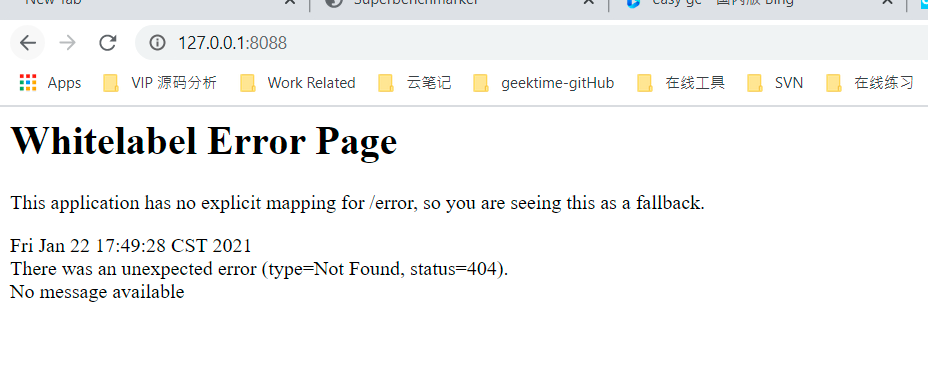 New Tab
Superbenchmarker
easy gc - 国内版 Bing
127.0.0.1:8088
Apps
VIP 源码分析
Work Related
云笔记
geektime-gitHub
在线工具
SVN
在线练习
Whitelabel Error Page
This application has no explicit mapping for /error, so you are seeing this as a fallback.
Fri Jan 22 17:49:28 CST 2021
There was an unexpected error (type=Not Found, status=404).
No message available